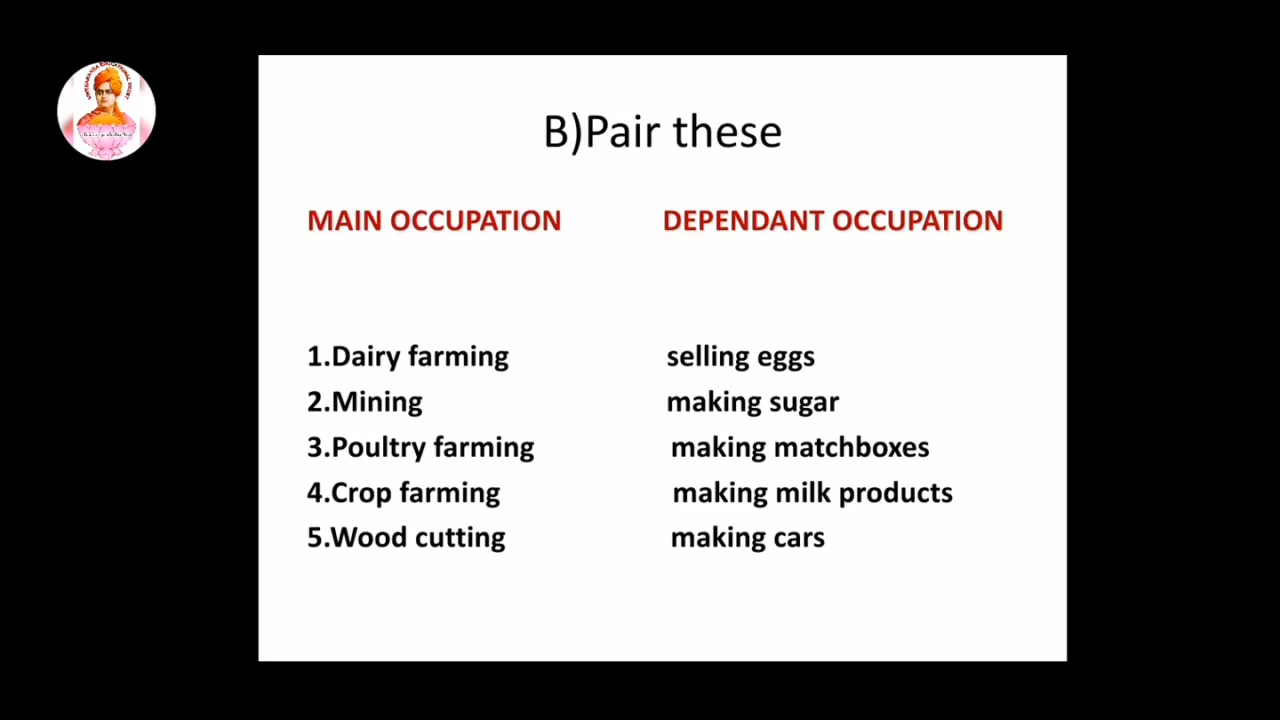 B)Pair these
MAIN OCCUPATION DEPENDANT OCCUPATION
1.Dairy farming selling eggs
2.Mining making sugar
3.Poultry farming making matchboxes
4.Crop farming making milk products
5.Wood cutting making cars